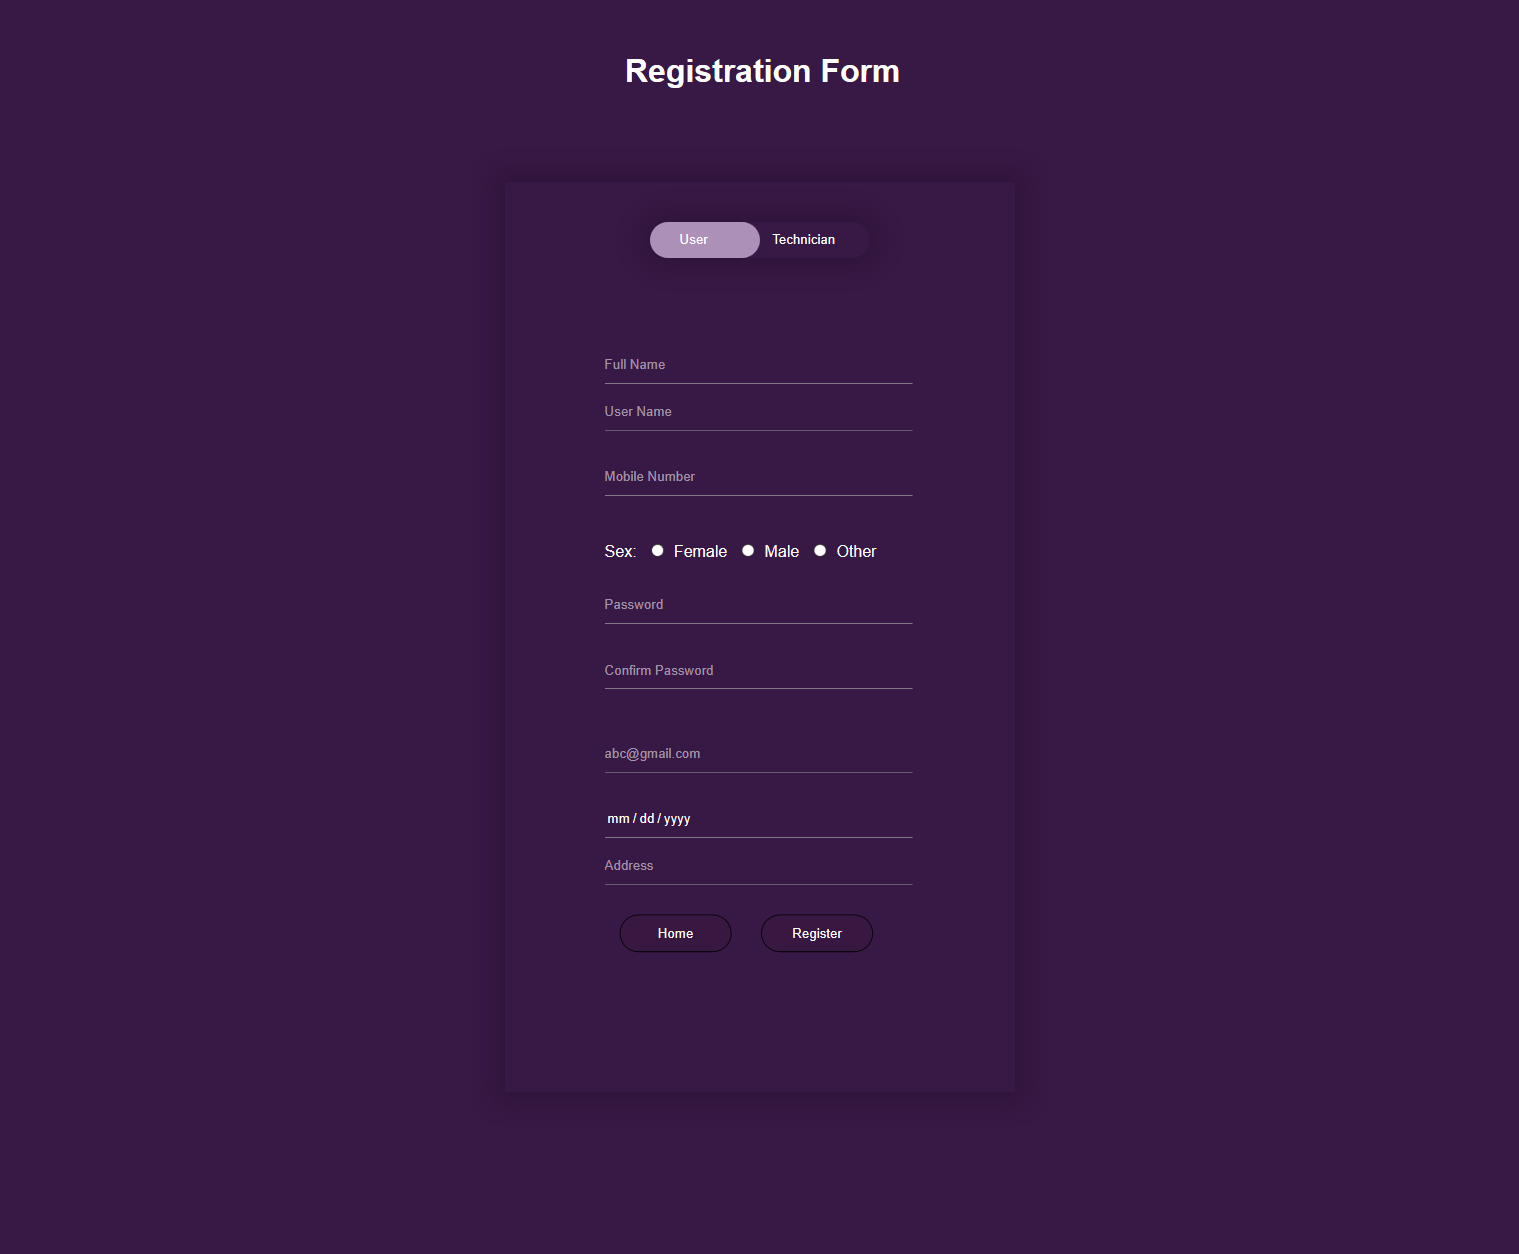 Registration Form
User Technician
Full Name
User Name
Mobile Number
Sex: Female Male Other
Password
Confirm Password
abc@gmail.com
mm / dd / yyyy
Address
Home Register